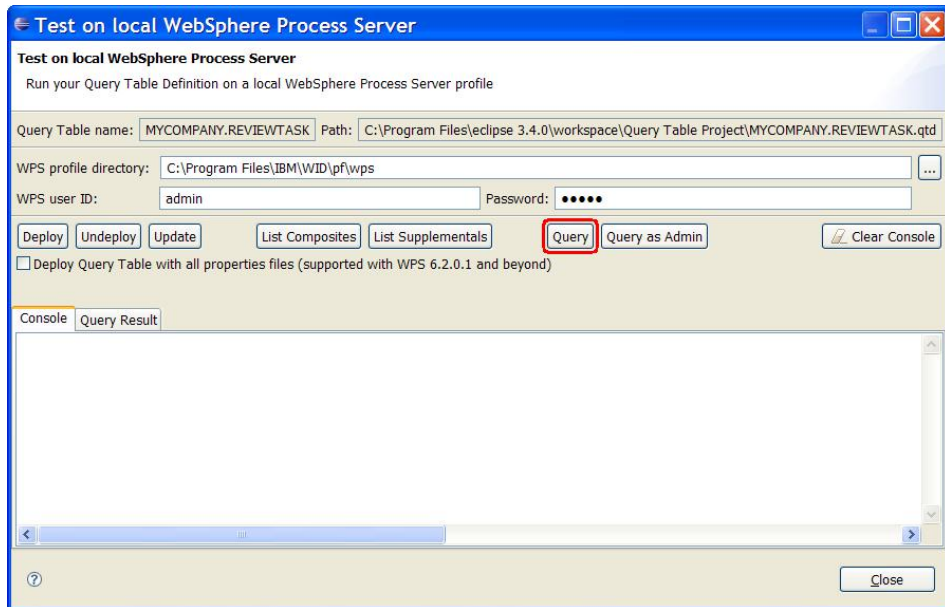 Test on local WebSphere Process Server
Test on local WebSphere Process Server
Run your Query Table Definition on a local WebSphere Process Server profile
Query Table name: MYCOMPANY.REVIEWTASK Path: C:\Program Files\eclipse 3.4.0\workspace\Query Table Project\MYCOMPANY.REVIEWTASK.qtd
WPS profile directory: C:\Program Files\IBM\WID\pf\wps ...
WPS user ID: admin Password: •••••
Deploy Undeploy Update List Composites List Supplementals Query Query as Admin Clear Console
Deploy Query Table with all properties files (supported with WPS 6.2.0.1 and beyond)
Console Query Result
? Close